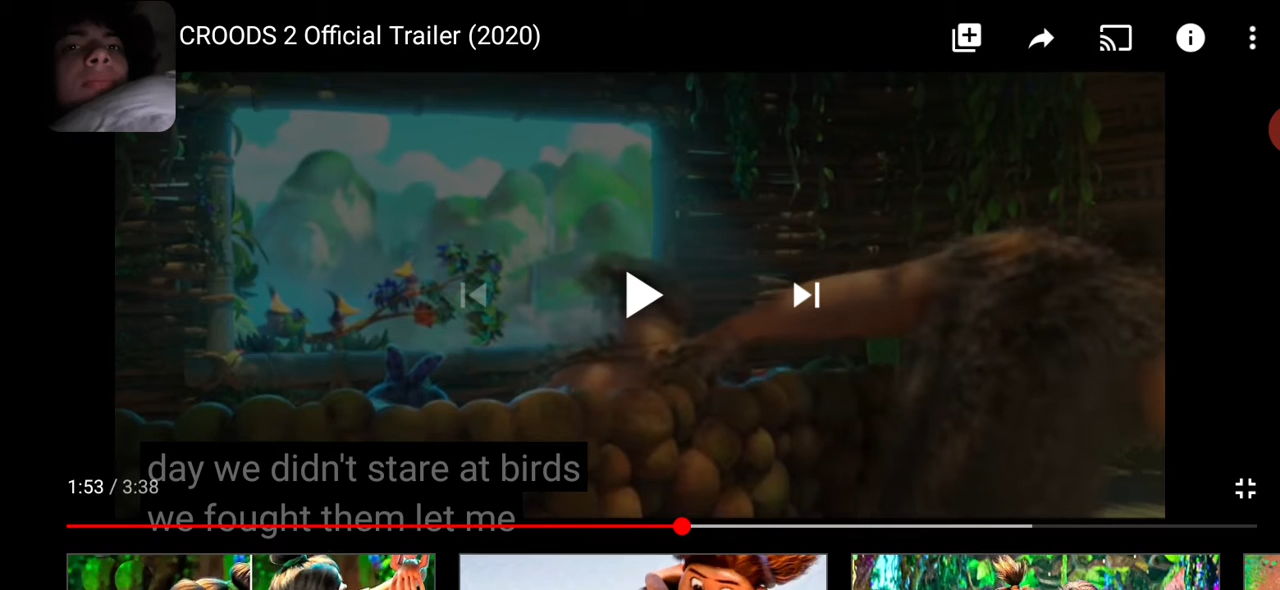 CROODS 2 Official Trailer (2020)
day we didn't stare at birds
1:53 / 3:38
we fought them let me